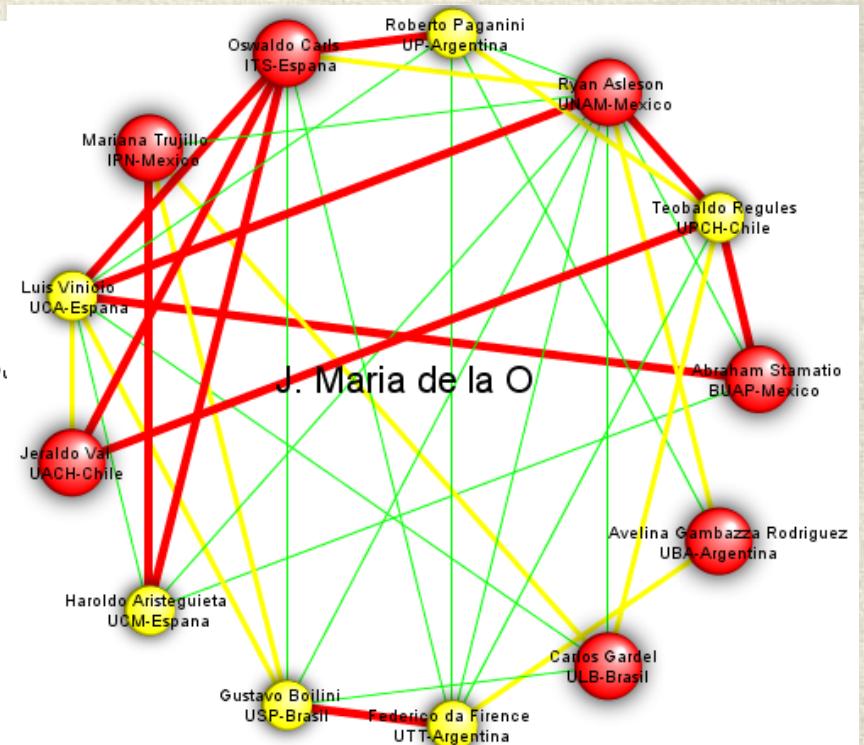 Roberto Paganini
UP-Argentina
Oswaldo Carls
ITS-Espana
Ryan Asleson
UNAM-Mexico
Mariana Trujillo
IPN-Mexico
Teobaldo Regules
UPCH-Chile
Luis Vinicio
UCA-Espana
J. Maria de la O
Abraham Stamatio
BUAP-Mexico
Jeraldo Val
UACH-Chile
Avelina Gambazza Rodriguez
UBA-Argentina
Haroldo Aristeguieta
UCM-Espana
Carlos Gardel
ULB-Brasil
Gustavo Boilini
USP-Brasil
Federico da Firence
UTT-Argentina